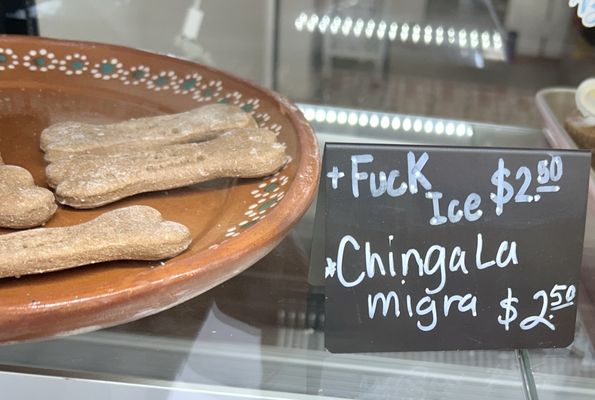 + FucK $2.50
Ice
* Chinga La
migra $2.50